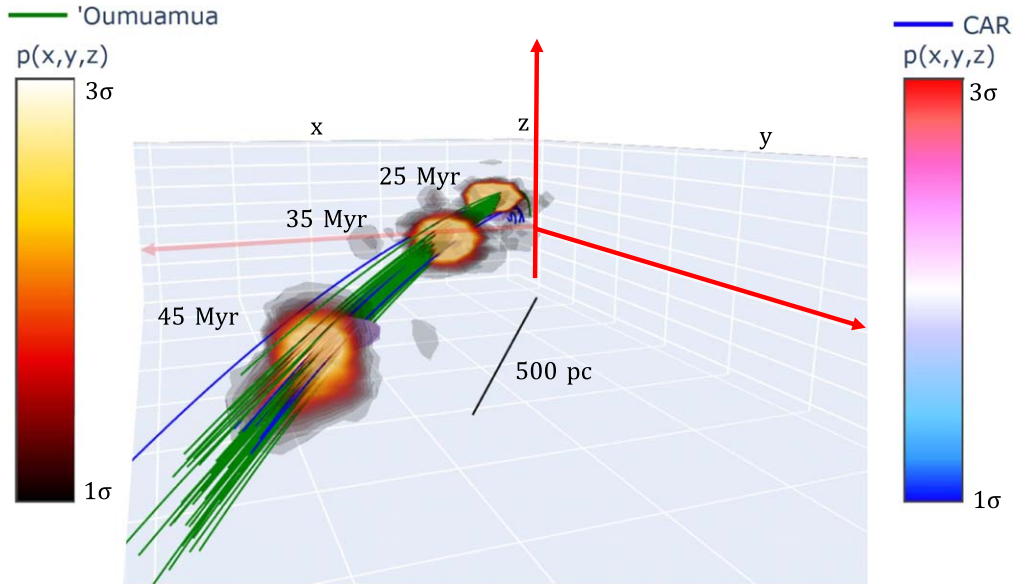 'Oumuamua
CAR
p(x,y,z)
p(x,y,z)
3σ
3σ
x
z
y
25 Myr
35 Myr
45 Myr
500 pc
1σ
1σ